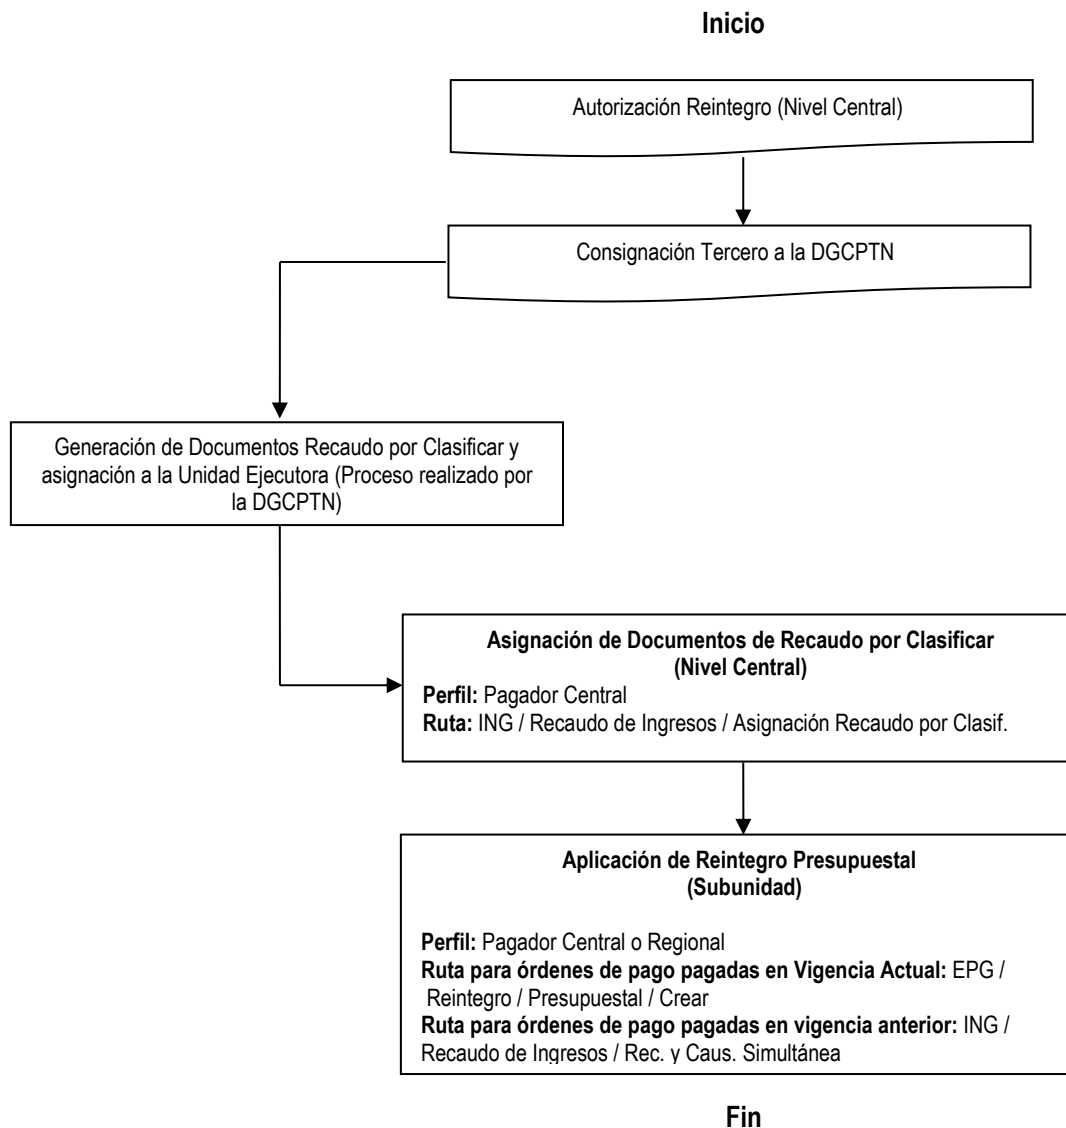 Inicio
Autorización Reintegro (Nivel Central)
Consignación Tercero a la DGCPTN
Generación de Documentos Recaudo por Clasificar y
asignación a la Unidad Ejecutora (Proceso realizado por
la DGCPTN)
Asignación de Documentos de Recaudo por Clasificar
(Nivel Central)
Perfil: Pagador Central
Ruta: ING / Recaudo de Ingresos / Asignación Recaudo por Clasif.
Aplicación de Reintegro Presupuestal
(Subunidad)
Perfil: Pagador Central o Regional
Ruta para órdenes de pago pagadas en Vigencia Actual: EPG /
Reintegro / Presupuestal / Crear
Ruta para órdenes de pago pagadas en vigencia anterior: ING /
Recaudo de Ingresos / Rec. y Caus. Simultánea
Fin